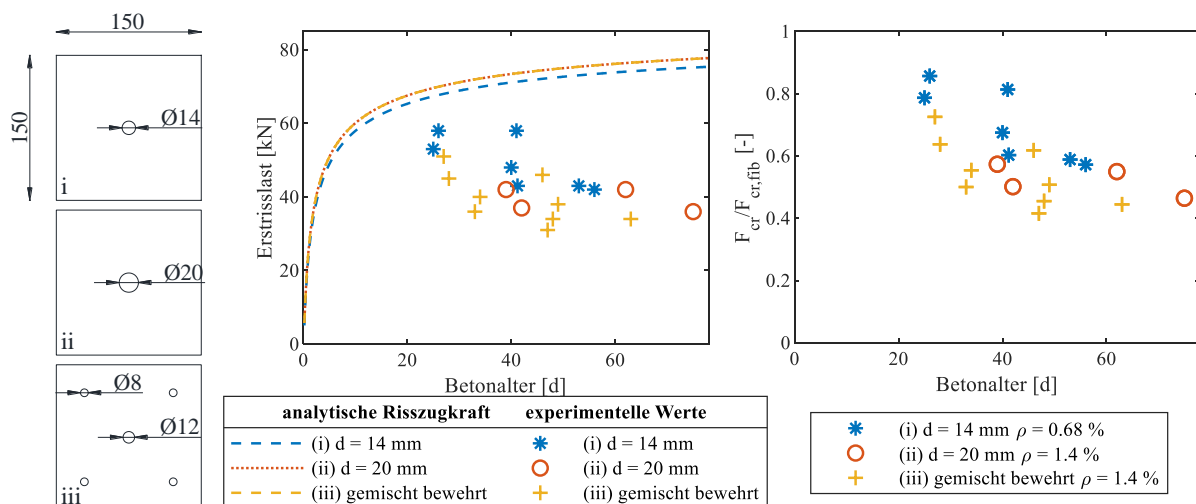 150
150
Ø14
i
Ø20
ii
Ø8
Ø12
iii
Erstrisslast [kN]
80
60
40
20
0
0 20 40 60
Betonalter [d]
analytische Risszugkraft experimentelle Werte
(i) d = 14 mm (i) d = 14 mm
(ii) d = 20 mm (ii) d = 20 mm
(iii) gemischt bewehrt (iii) gemischt bewehrt
F_cr/F_cr,fib [-]
1
0.8
0.6
0.4
0.2
0
0 20 40 60
Betonalter [d]
(i) d = 14 mm ρ = 0.68 %
(ii) d = 20 mm ρ = 1.4 %
(iii) gemischt bewehrt ρ = 1.4 %